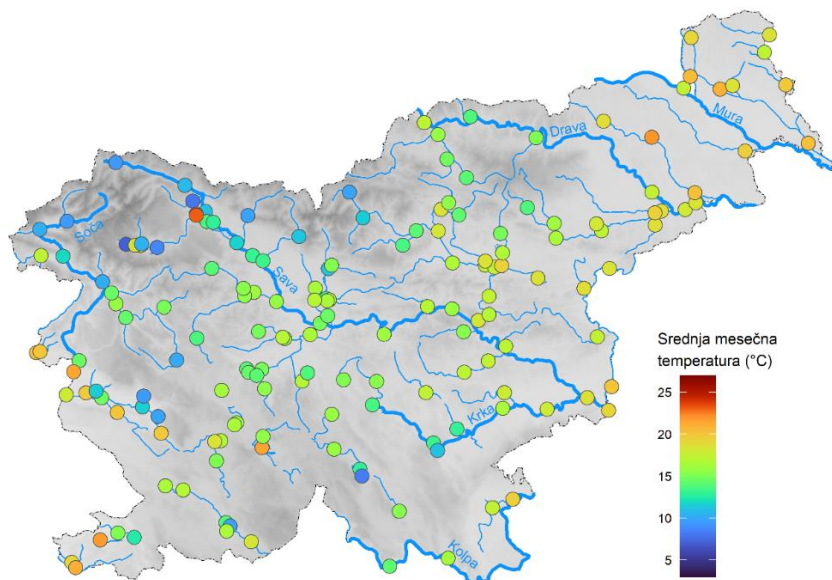 Mura
Drava
Soča
Sava
Krka
Kolpa
Srednja mesečna
temperatura (°C)
25
20
15
10
5